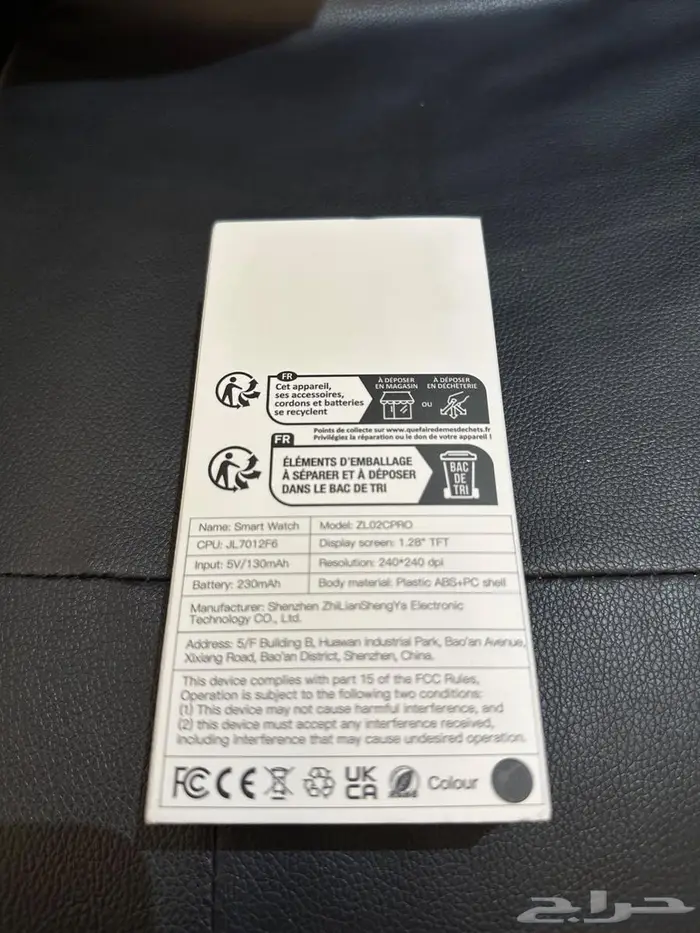 FR
Cet appareil,
ses accessoires,
cordons et batteries
se recyclent
À DÉPOSER
EN MAGASIN
OU
À DÉPOSER
EN DÉCHÈTERIE
Points de collecte sur www.quefairedemesdechets.fr
Privilégiez la réparation ou le don de votre appareil !
FR
ÉLÉMENTS D'EMBALLAGE
À SÉPARER ET À DÉPOSER
DANS LE BAC DE TRI
BAC
DE
TRI
Name: Smart Watch Model: ZL02CPRO
CPU: JL7012F6 Display screen: 1.28" TFT
Input: 5V/130mAh Resolution: 240*240 dpi
Battery: 230mAh Body material: Plastic ABS+PC shell
Manufacturer: Shenzhen ZhiLianShengYa Electronic
Technology CO., Ltd.
Address: 5/F Building B, Huawan Industrial Park, Bao'an Avenue,
Xixiang Road, Bao'an District, Shenzhen, China.
This device complies with part 15 of the FCC Rules,
Operation is subject to the following two conditions:
(1) This device may not cause harmful interference, and
(2) this device must accept any interference received,
including interference that may cause undesired operation.
FC CE UK
CA Colour
حراج